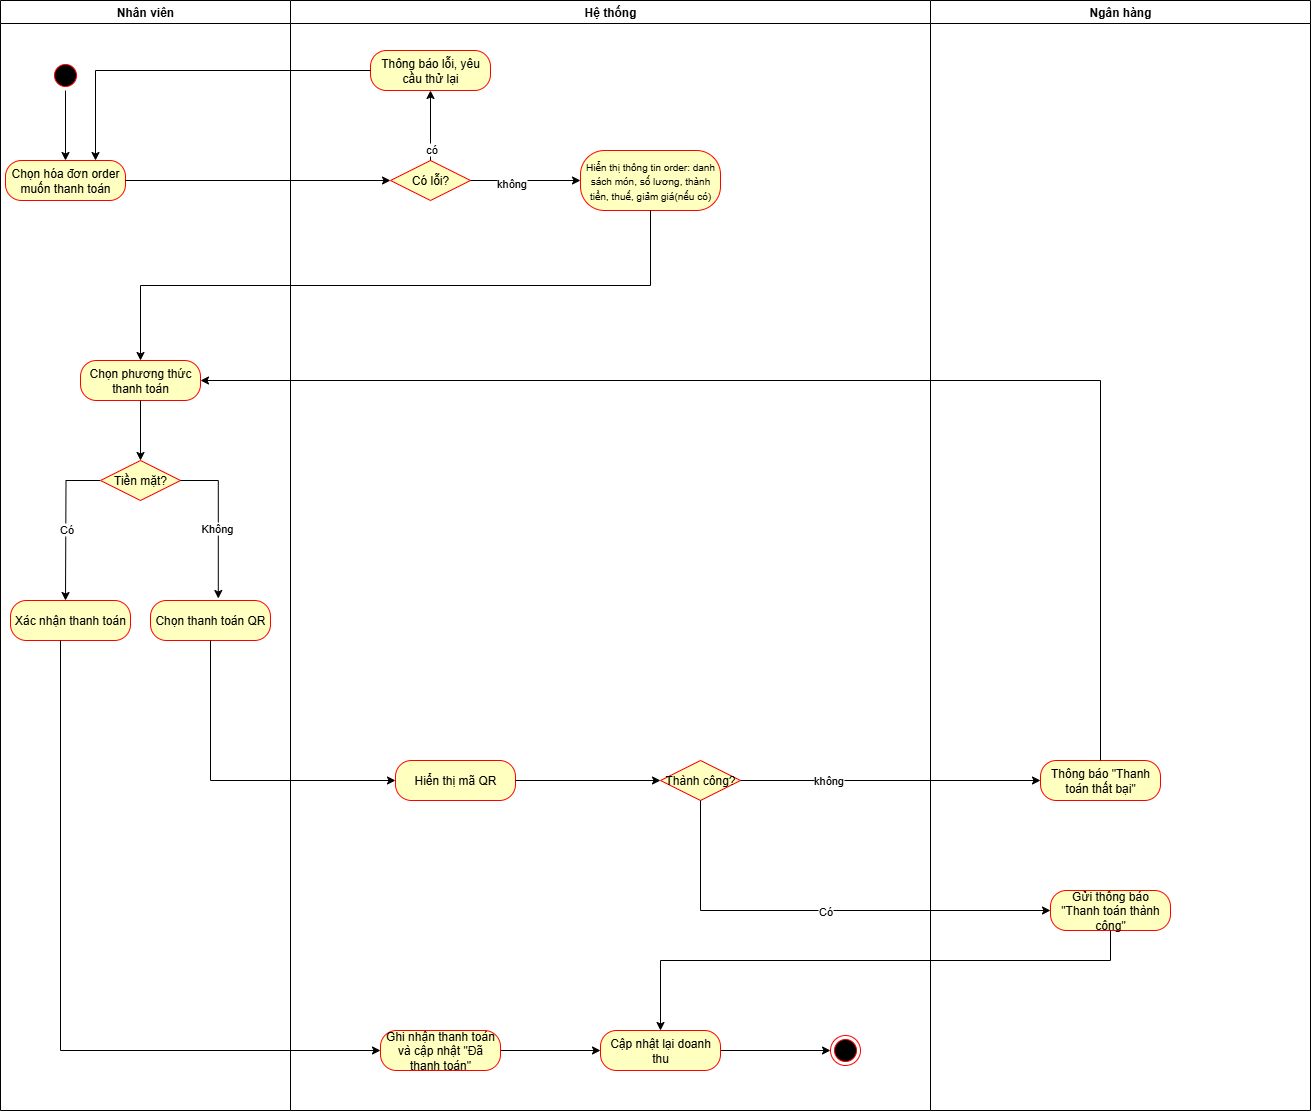 Nhân viên
Hệ thống
Ngân hàng
Thông báo lỗi, yêu
cầu thử lại
có
Chọn hóa đơn order
muốn thanh toán
Có lỗi?
không
Hiển thị thông tin order: danh
sách món, số lương, thành
tiền, thuế, giảm giá(nếu có)
Chọn phương thức
thanh toán
Tiền mặt?
Có
Không
Xác nhận thanh toán
Chọn thanh toán QR
Hiển thị mã QR
Thành công?
không
Thông báo "Thanh
toán thất bại"
Có
Gửi thông báo
"Thanh toán thành
công"
Ghi nhận thanh toán
và cập nhật "Đã
thanh toán"
Cập nhật lại doanh
thu